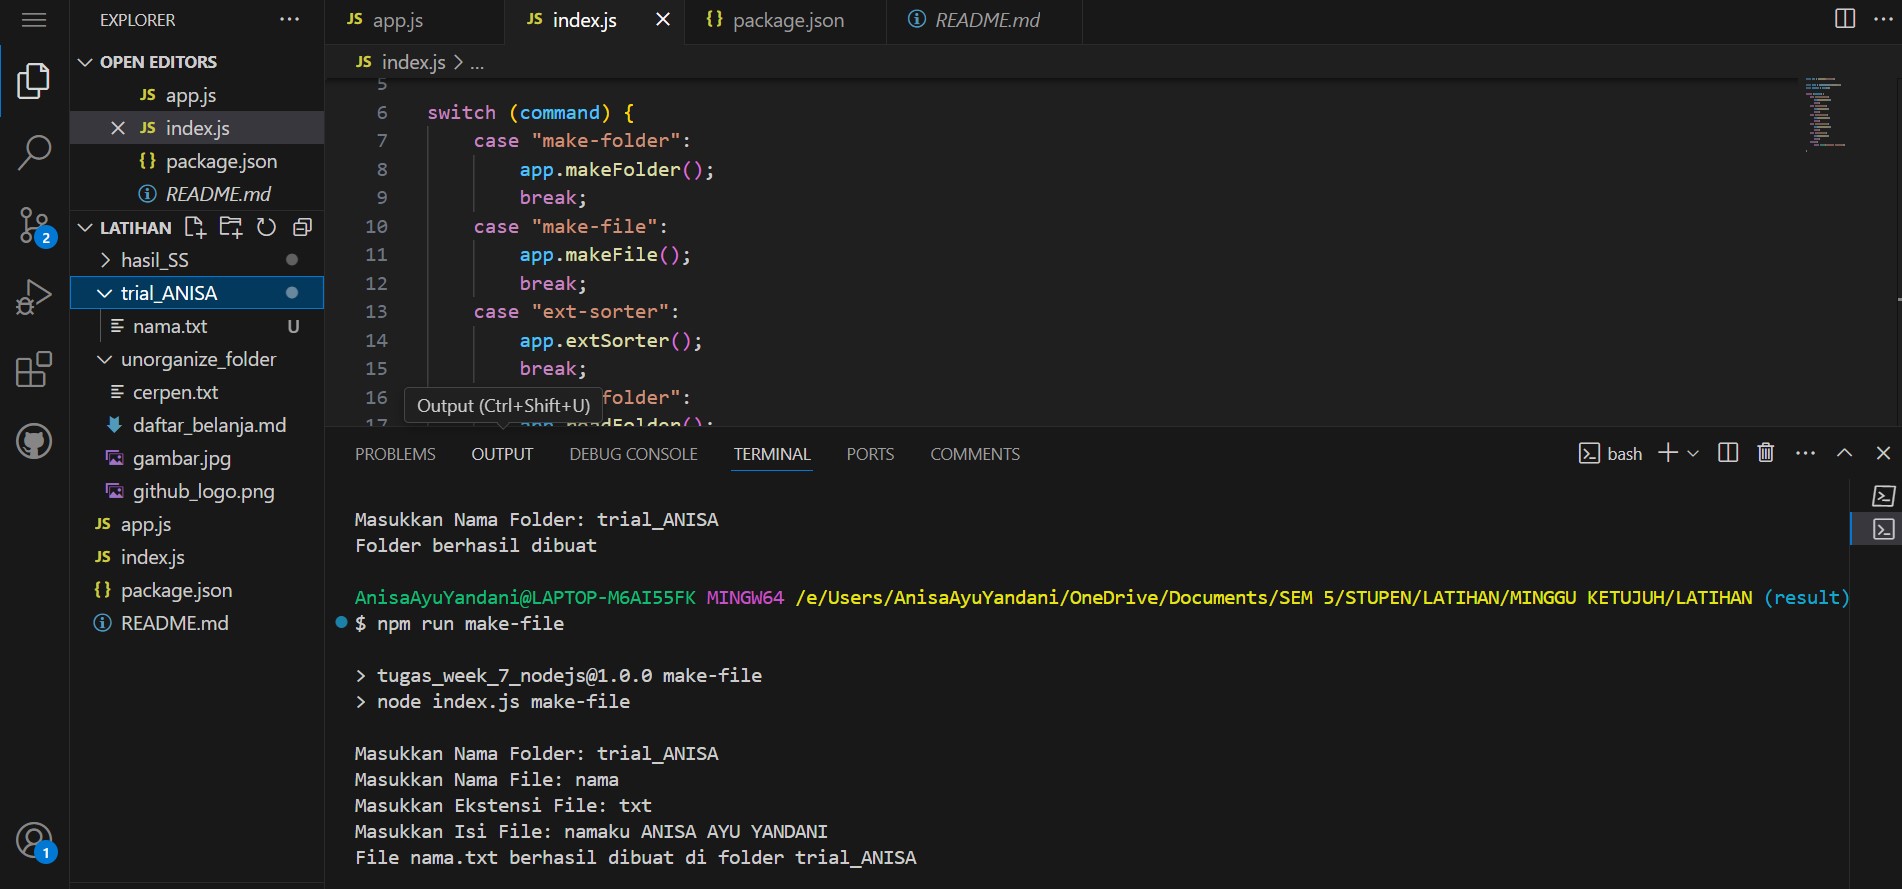 EXPLORER
OPEN EDITORS
JS app.js
JS index.js
{} package.json
README.md
LATIHAN
hasil_SS
trial_ANISA
nama.txt U
unorganize_folder
cerpen.txt
daftar_belanja.md
gambar.jpg
github_logo.png
JS app.js
JS index.js
{} package.json
README.md
2
1
JS app.js
JS index.js
{} package.json
README.md
JS index.js > ...
5
6 switch (command) {
7 case "make-folder":
8 app.makeFolder();
9 break;
10 case "make-file":
11 app.makeFile();
12 break;
13 case "ext-sorter":
14 app.extSorter();
15 break;
16 folder":
17 app.readFolder();
Output (Ctrl+Shift+U)
PROBLEMS OUTPUT DEBUG CONSOLE TERMINAL PORTS COMMENTS
bash
Masukkan Nama Folder: trial_ANISA
Folder berhasil dibuat
AnisaAyuYandani@LAPTOP-M6AI55FK MINGW64 /e/Users/AnisaAyuYandani/OneDrive/Documents/SEM 5/STUPEN/LATIHAN/MINGGU KETUJUH/LATIHAN (result)
$ npm run make-file
> tugas_week_7_nodejs@1.0.0 make-file
> node index.js make-file
Masukkan Nama Folder: trial_ANISA
Masukkan Nama File: nama
Masukkan Ekstensi File: txt
Masukkan Isi File: namaku ANISA AYU YANDANI
File nama.txt berhasil dibuat di folder trial_ANISA